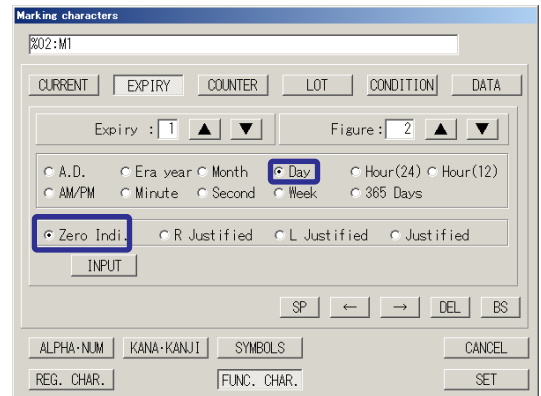 Marking characters
%02:M1
CURRENT EXPIRY COUNTER LOT CONDITION DATA
Expiry : 1 ▲ ▼ Figure: 2 ▲ ▼
A.D. Era year Month Day Hour(24) Hour(12)
AM/PM Minute Second Week 365 Days
Zero Indi. R Justified L Justified Justified
INPUT
SP ← → DEL BS
ALPHA･NUM KANA･KANJI SYMBOLS CANCEL
REG. CHAR. FUNC. CHAR. SET